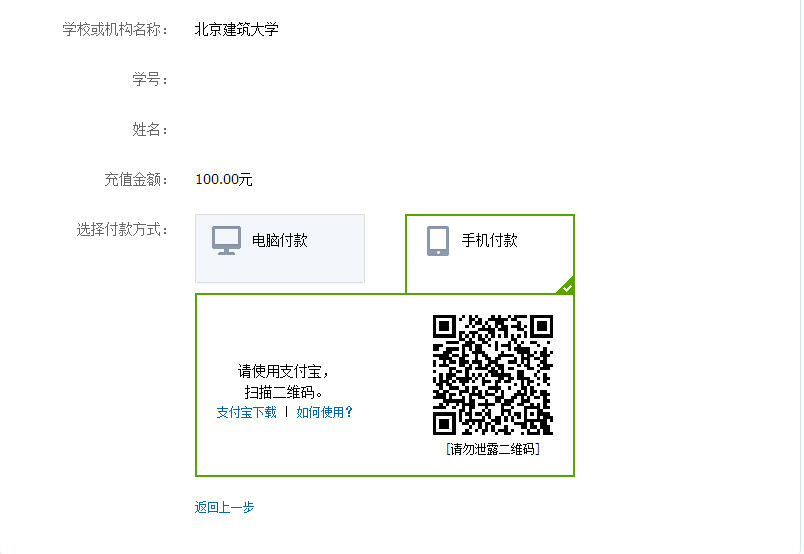 学校或机构名称： 北京建筑大学
学号：
姓名：
充值金额： 100.00元
选择付款方式： 电脑付款 手机付款
请使用支付宝，
扫描二维码。
支付宝下载 | 如何使用?
[请勿泄露二维码]
返回上一步